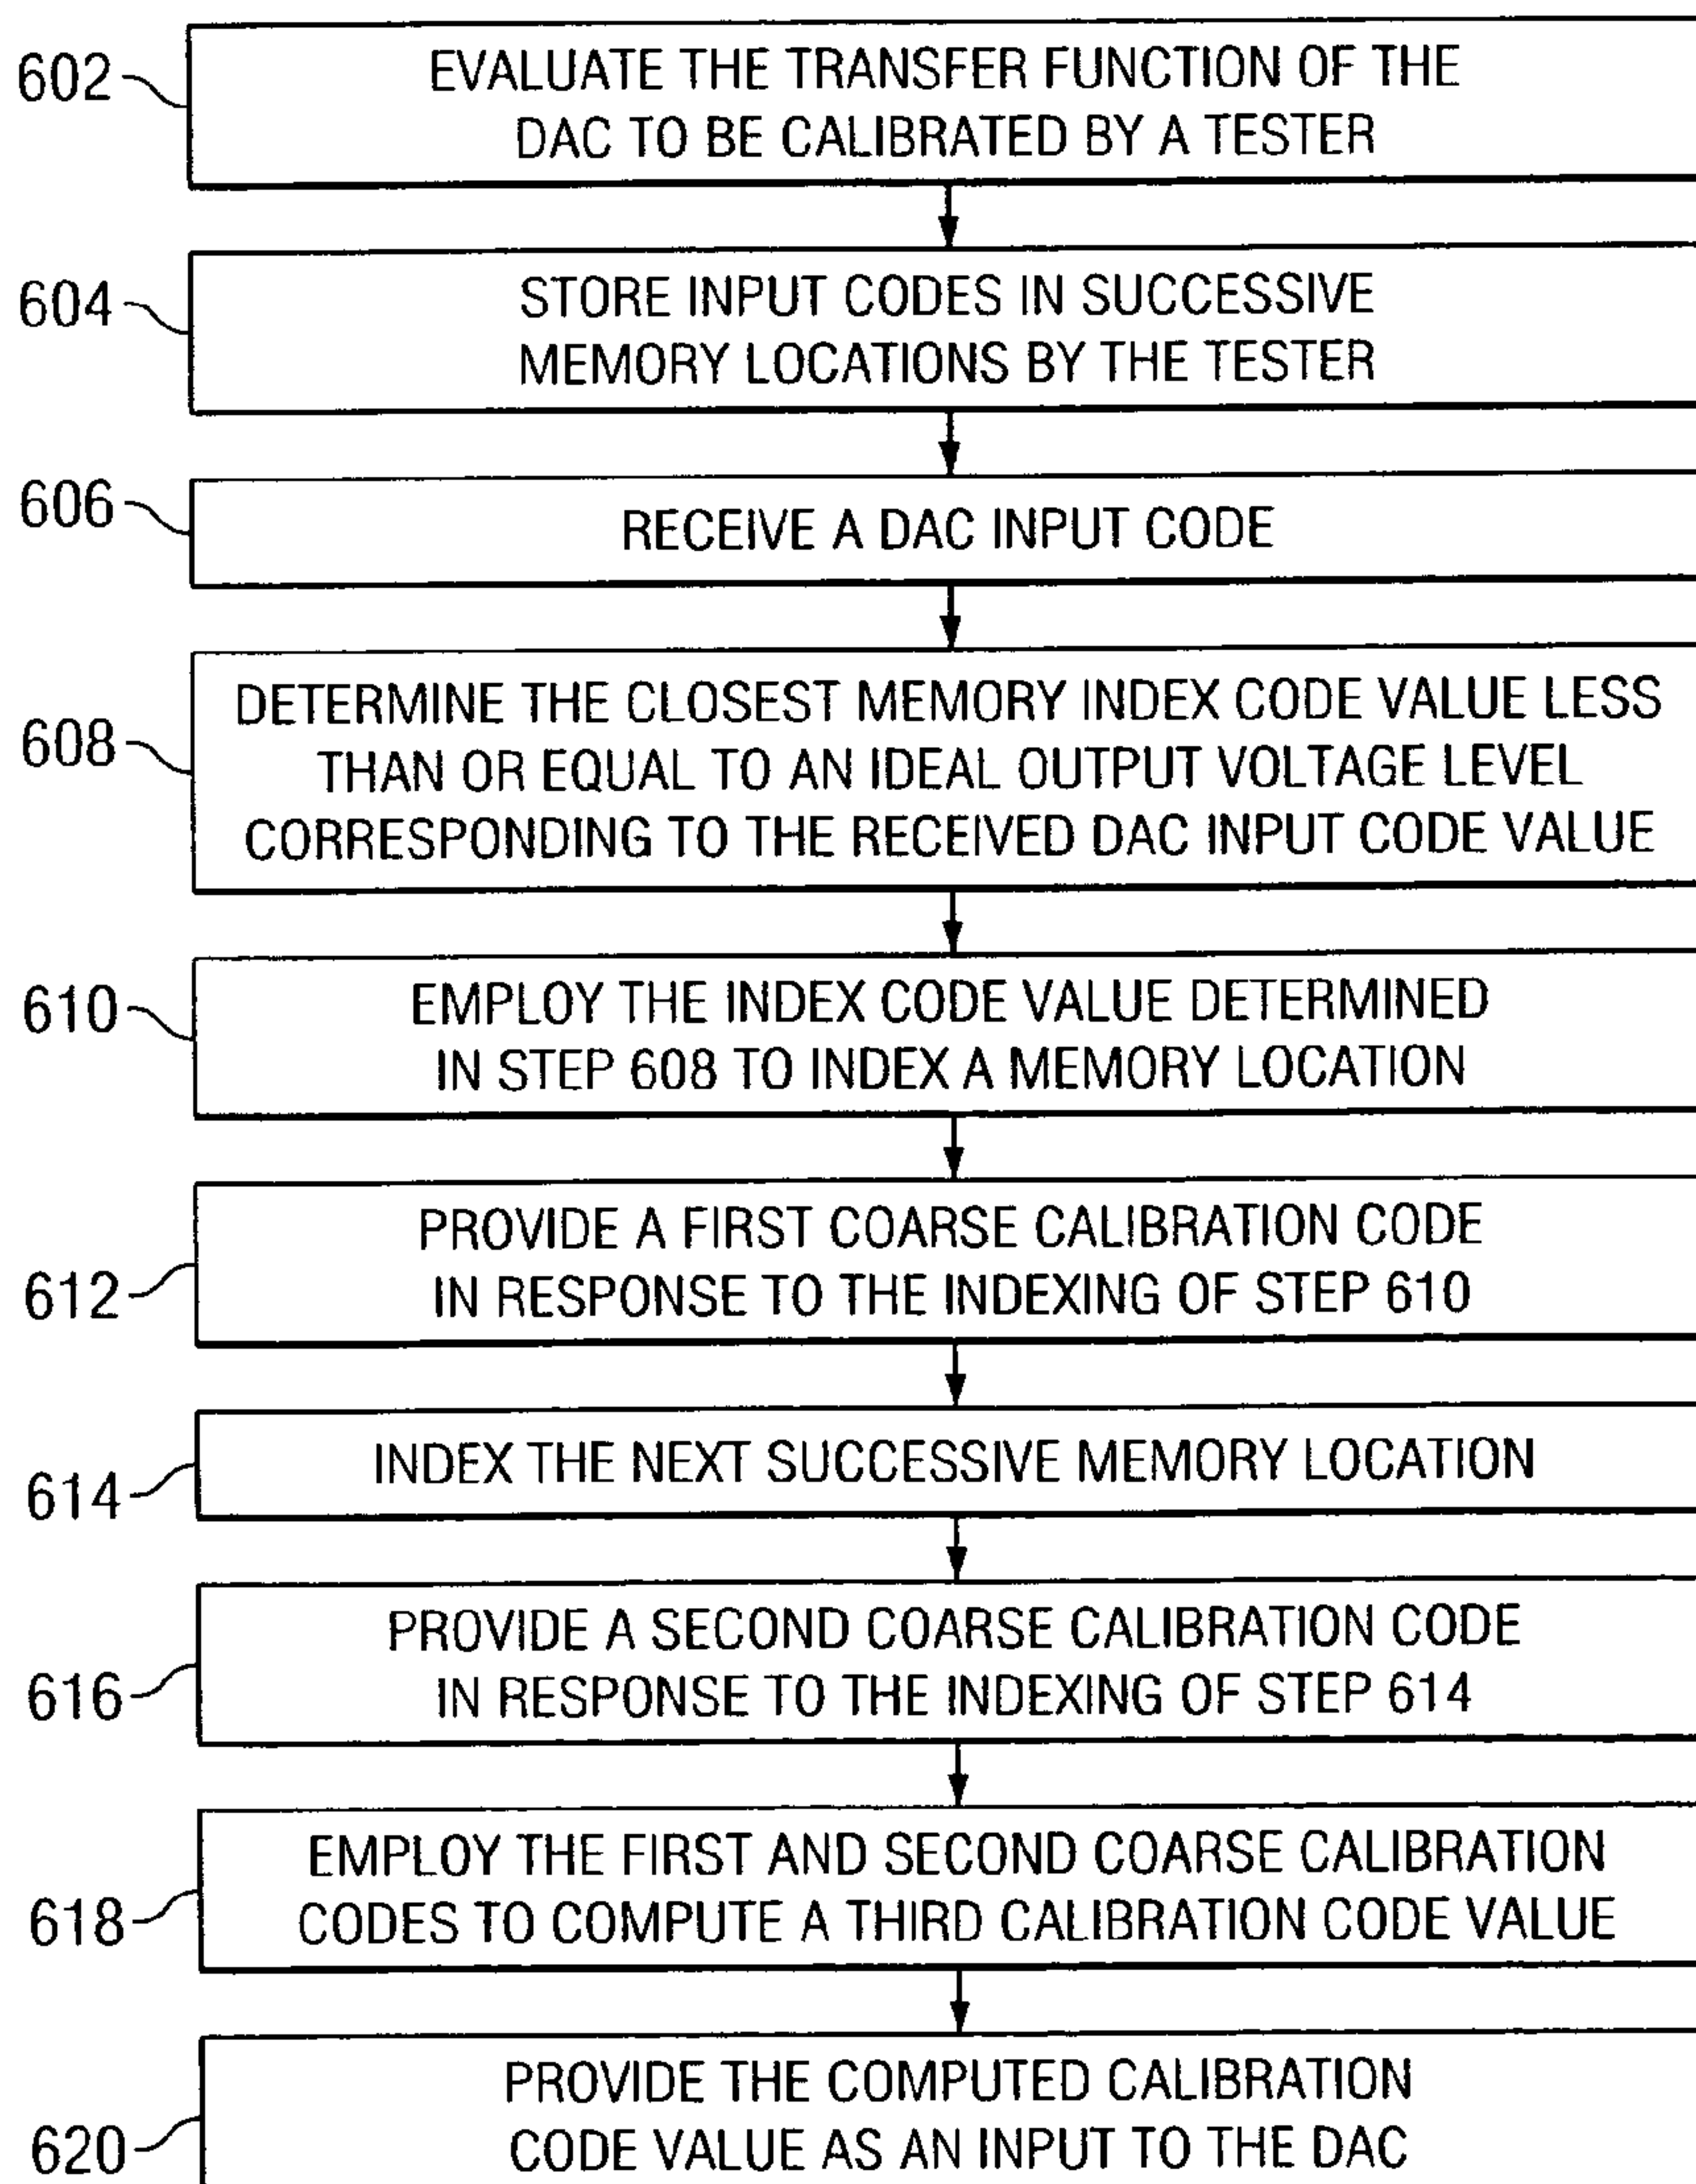 602
EVALUATE THE TRANSFER FUNCTION OF THE
DAC TO BE CALIBRATED BY A TESTER
604
STORE INPUT CODES IN SUCCESSIVE
MEMORY LOCATIONS BY THE TESTER
606
RECEIVE A DAC INPUT CODE
608
DETERMINE THE CLOSEST MEMORY INDEX CODE VALUE LESS
THAN OR EQUAL TO AN IDEAL OUTPUT VOLTAGE LEVEL
CORRESPONDING TO THE RECEIVED DAC INPUT CODE VALUE
610
EMPLOY THE INDEX CODE VALUE DETERMINED
IN STEP 608 TO INDEX A MEMORY LOCATION
612
PROVIDE A FIRST COARSE CALIBRATION CODE
IN RESPONSE TO THE INDEXING OF STEP 610
614
INDEX THE NEXT SUCCESSIVE MEMORY LOCATION
616
PROVIDE A SECOND COARSE CALIBRATION CODE
IN RESPONSE TO THE INDEXING OF STEP 614
618
EMPLOY THE FIRST AND SECOND COARSE CALIBRATION
CODES TO COMPUTE A THIRD CALIBRATION CODE VALUE
620
PROVIDE THE COMPUTED CALIBRATION
CODE VALUE AS AN INPUT TO THE DAC